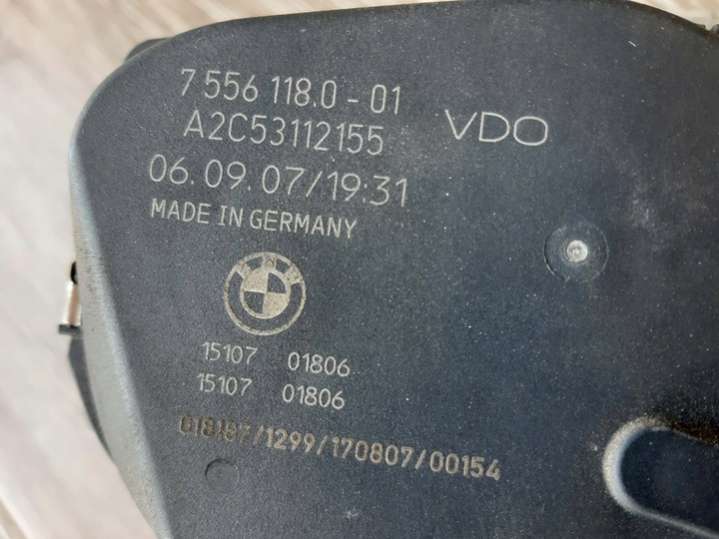 7 556 118.0 - 01
A2C53112155
VDO
06.09.07/19:31
MADE IN GERMANY
BMW
15107 01806
15107 01806
018187/1299/170807/00154